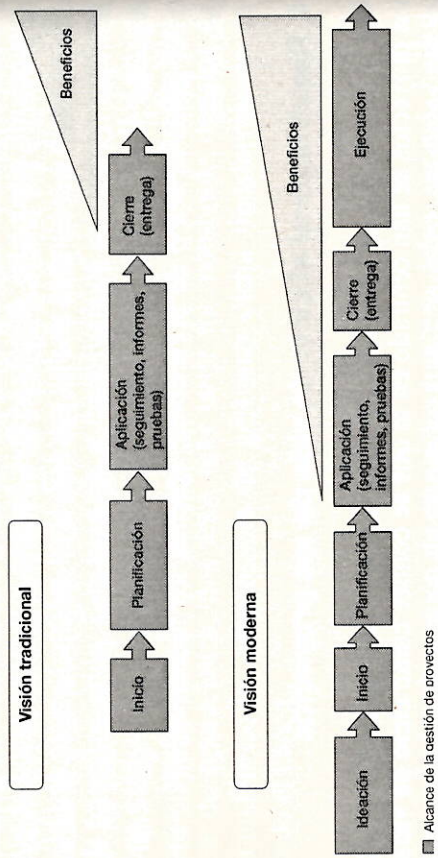 Visión tradicional
Inicio
Planificación
Aplicación
(seguimiento, informes,
pruebas)
Cierre
(entrega)
Beneficios
Visión moderna
Ideación
Inicio
Planificación
Aplicación
(seguimiento,
informes, pruebas)
Cierre
(entrega)
Ejecución
Beneficios
Alcance de la gestión de proyectos